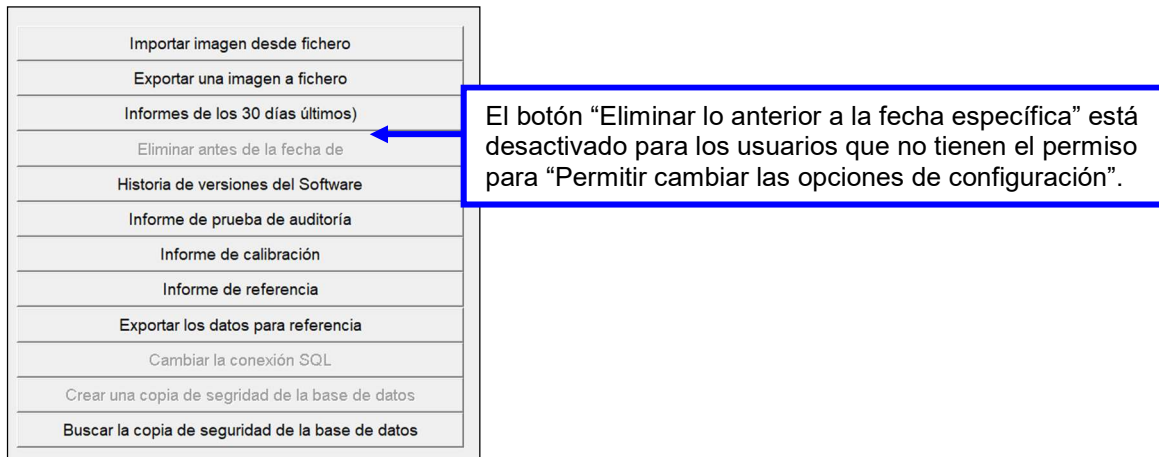 Importar imagen desde fichero
Exportar una imagen a fichero
Informes de los 30 días últimos)
Eliminar antes de la fecha de
Historia de versiones del Software
Informe de prueba de auditoría
Informe de calibración
Informe de referencia
Exportar los datos para referencia
Cambiar la conexión SQL
Crear una copia de segridad de la base de datos
Buscar la copia de seguridad de la base de datos
El botón “Eliminar lo anterior a la fecha específica” está
desactivado para los usuarios que no tienen el permiso
para “Permitir cambiar las opciones de configuración”.